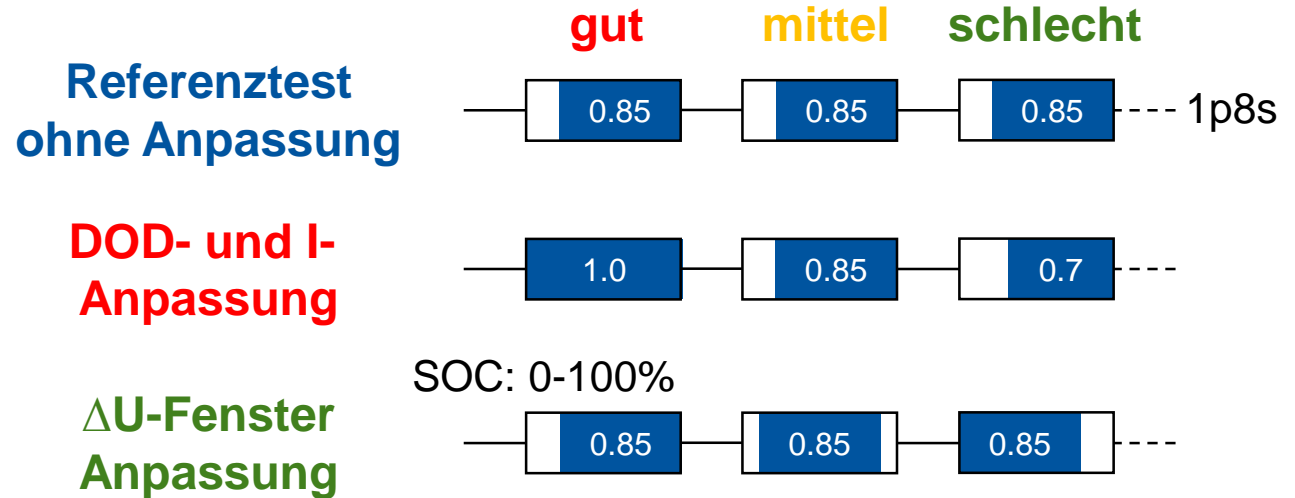 gut mittel schlecht
Referenztest
ohne Anpassung
0.85 0.85 0.85 1p8s
DOD- und I-
Anpassung
1.0 0.85 0.7
SOC: 0-100%
ΔU-Fenster
Anpassung
0.85 0.85 0.85